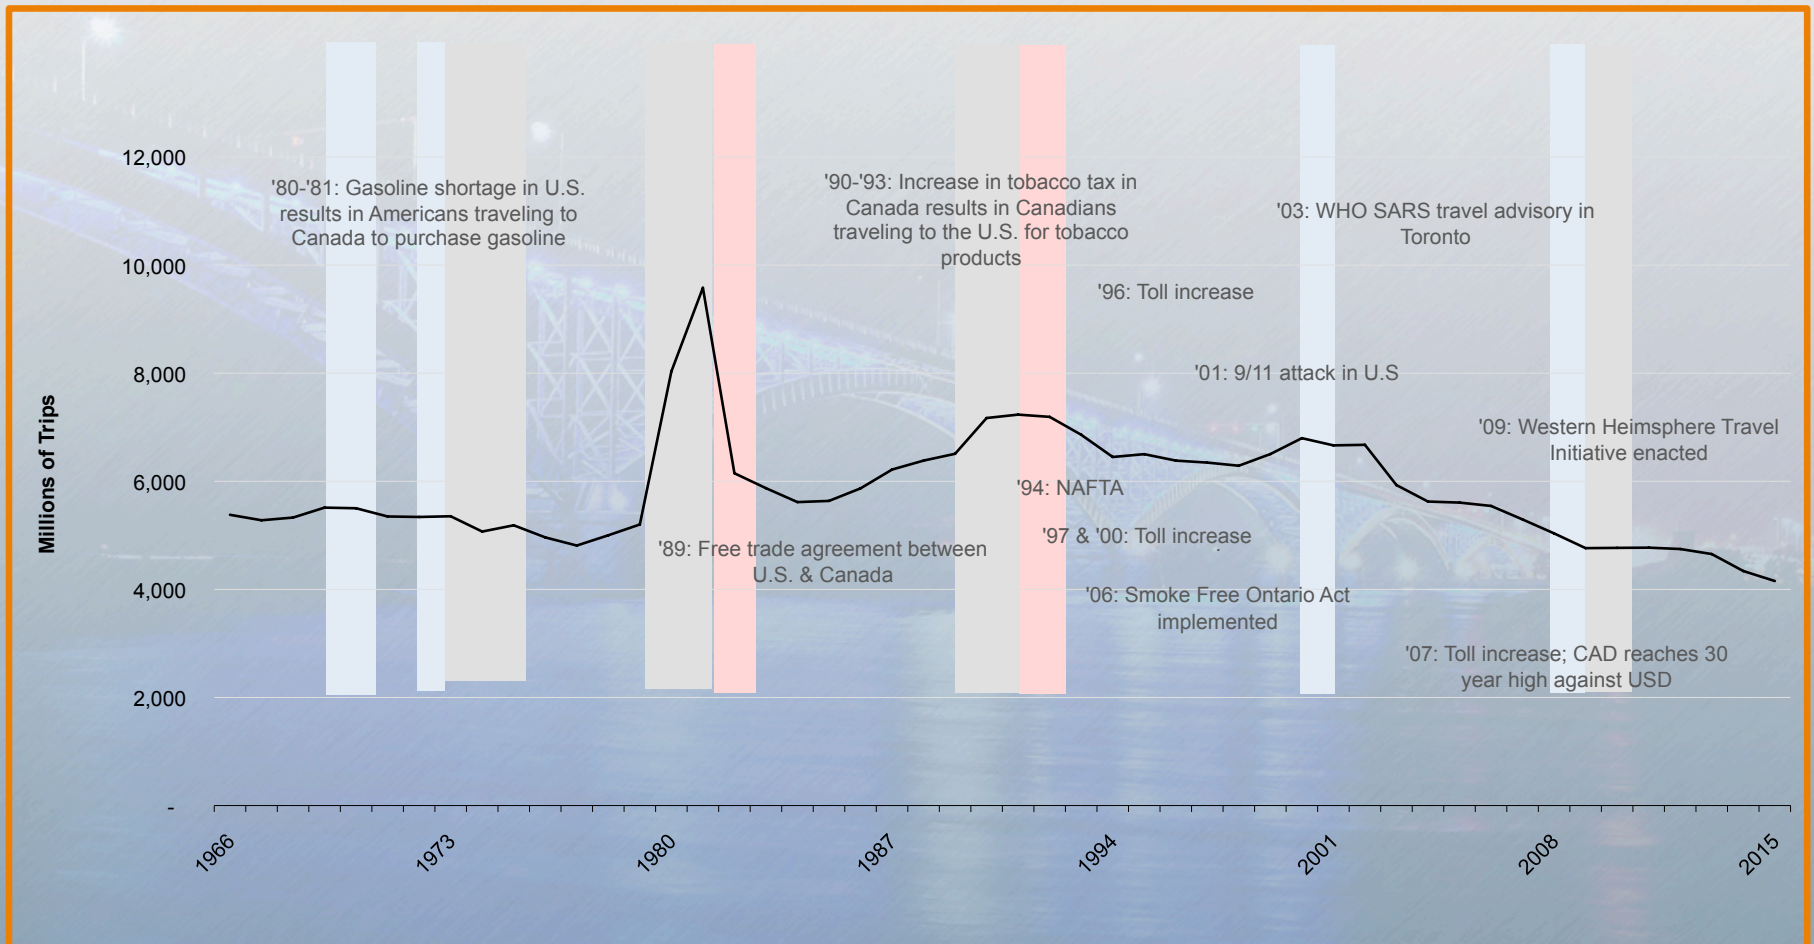 12,000
'80-'81: Gasoline shortage in U.S.
results in Americans traveling to
Canada to purchase gasoline
'90-'93: Increase in tobacco tax in
Canada results in Canadians
traveling to the U.S. for tobacco
products
'03: WHO SARS travel advisory in
Toronto
10,000
'96: Toll increase
8,000
'01: 9/11 attack in U.S
Millions of Trips
'09: Western Heimsphere Travel
Initiative enacted
6,000
'94: NAFTA
'97 & '00: Toll increase
.
'89: Free trade agreement between
U.S. & Canada
4,000
'06: Smoke Free Ontario Act
implemented
'07: Toll increase; CAD reaches 30
year high against USD
2,000
-
1966
1973
1980
1987
1994
2001
2008
2015